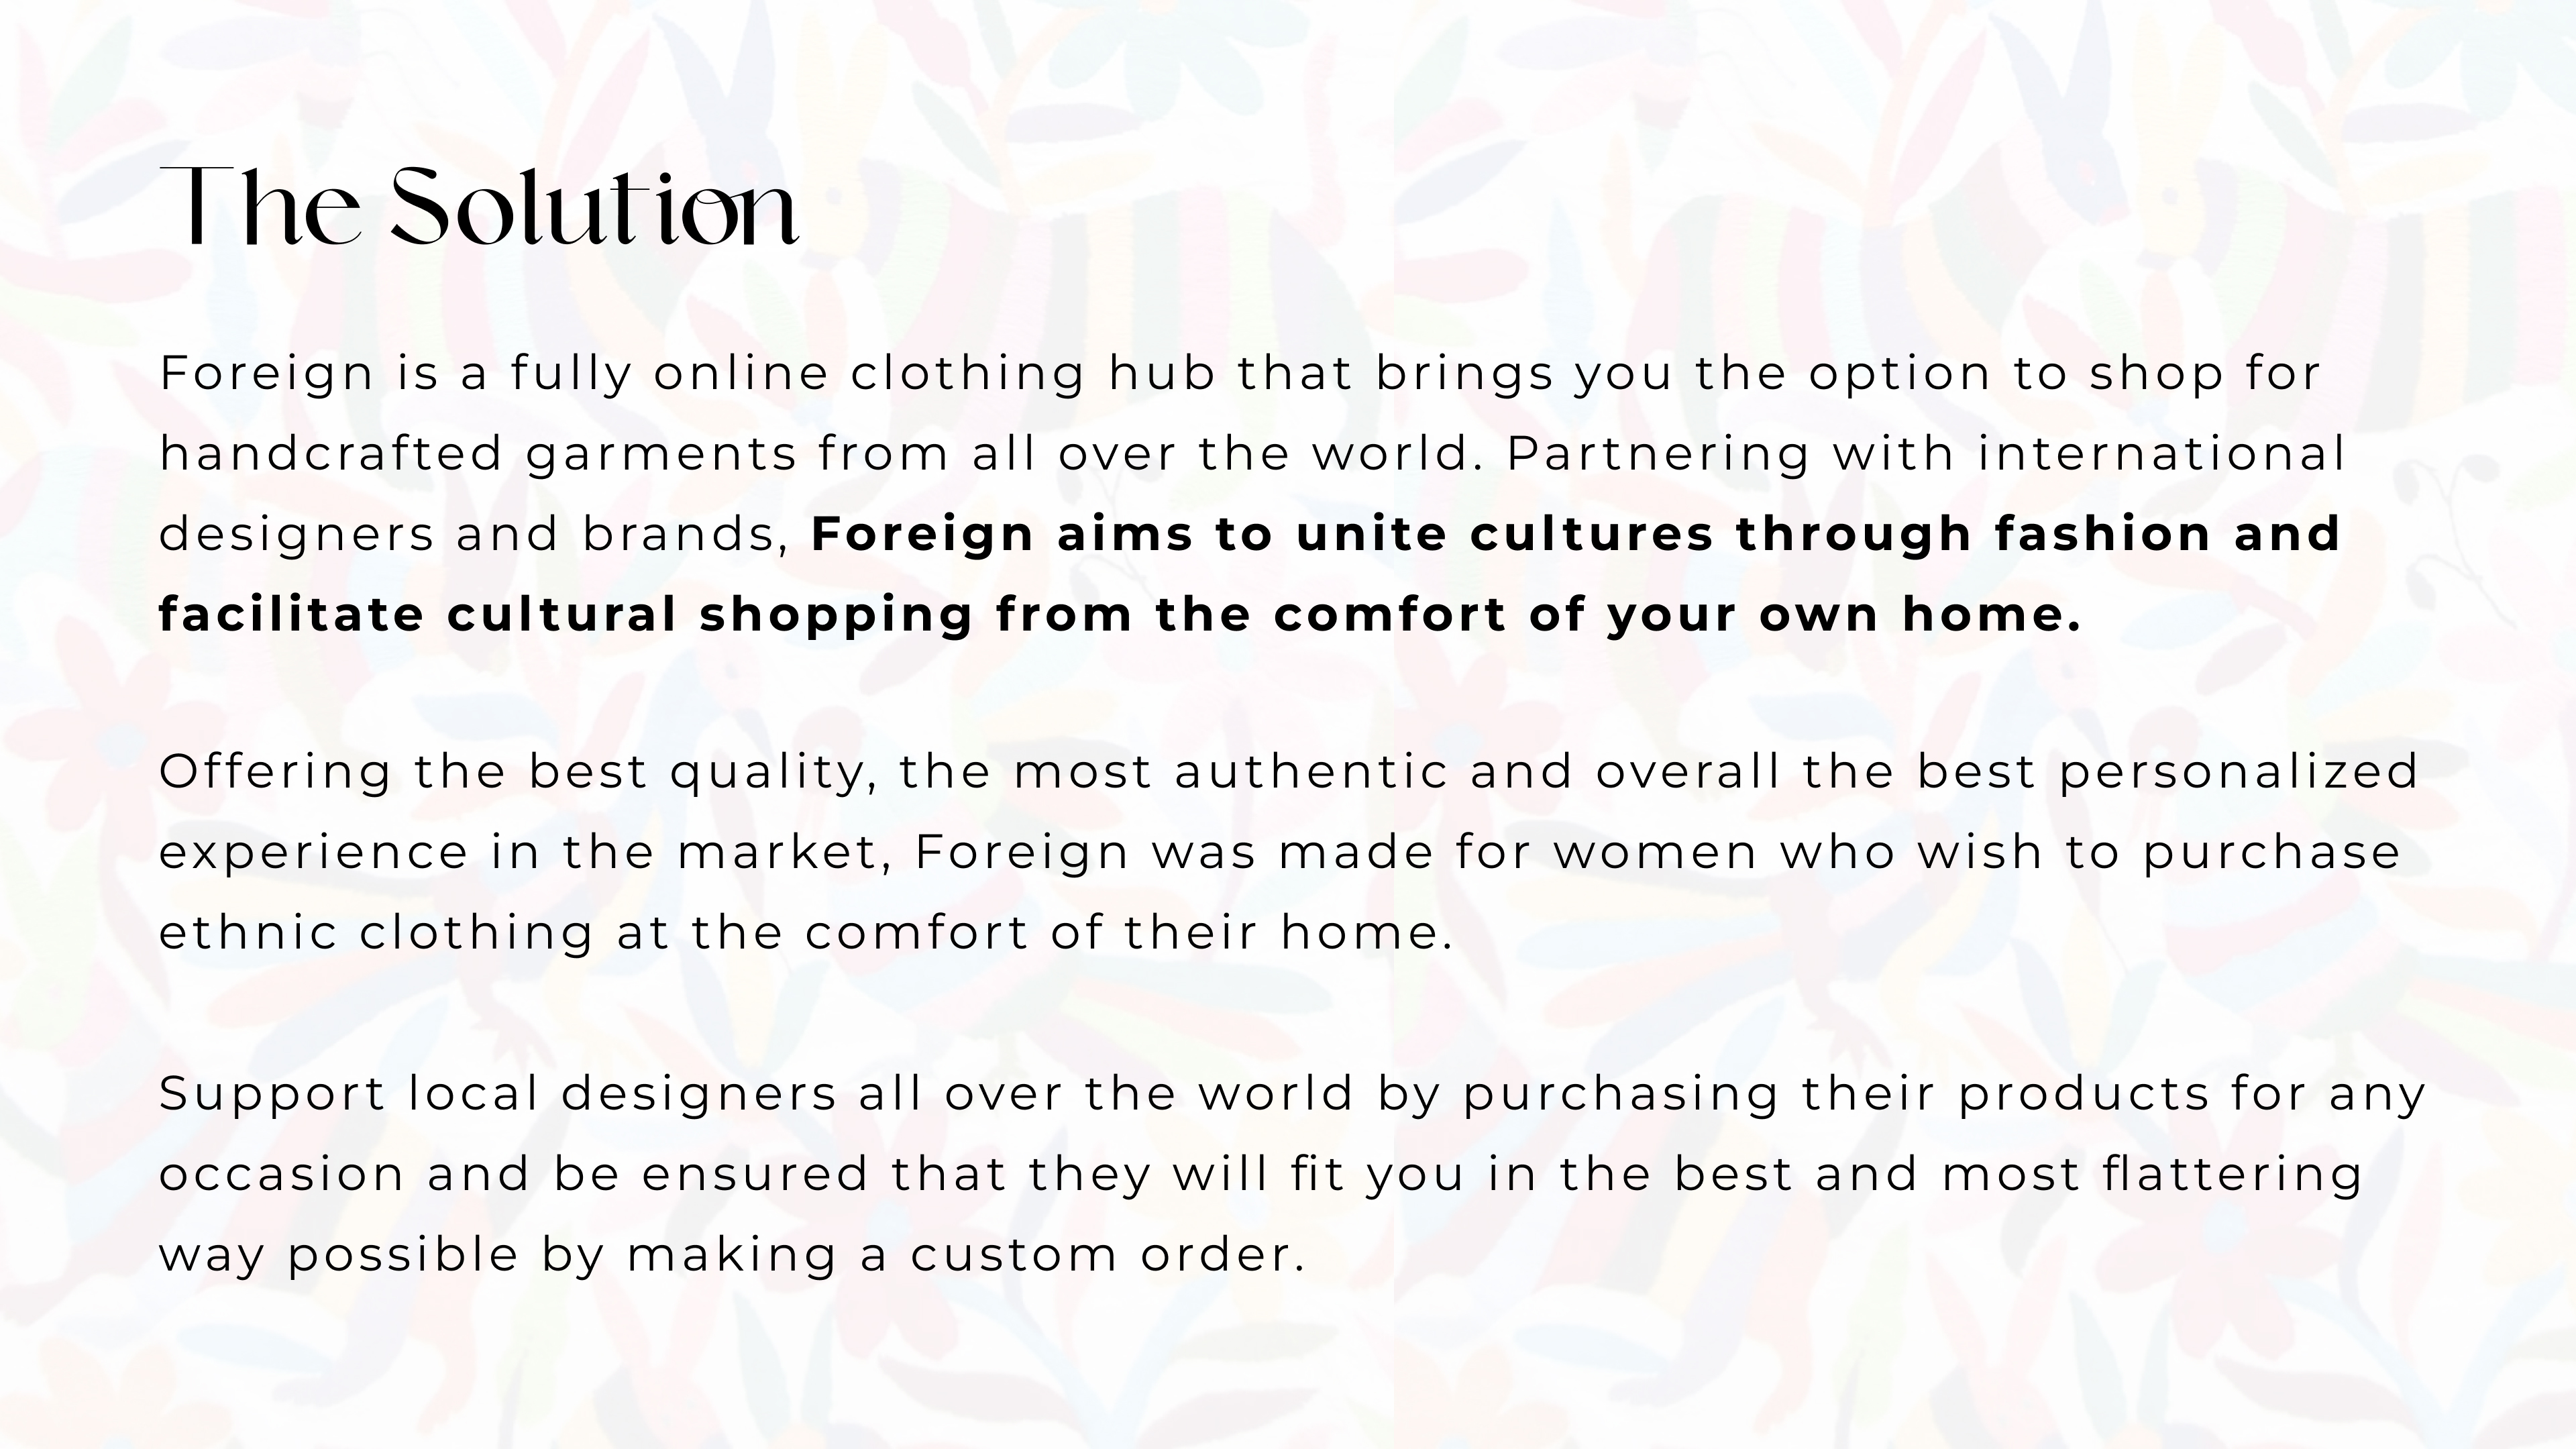 The Solution
Foreign is a fully online clothing hub that brings you the option to shop for
handcrafted garments from all over the world. Partnering with international
designers and brands, Foreign aims to unite cultures through fashion and
facilitate cultural shopping from the comfort of your own home.
Offering the best quality, the most authentic and overall the best personalized
experience in the market, Foreign was made for women who wish to purchase
ethnic clothing at the comfort of their home.
Support local designers all over the world by purchasing their products for any
occasion and be ensured that they will fit you in the best and most flattering
way possible by making a custom order.